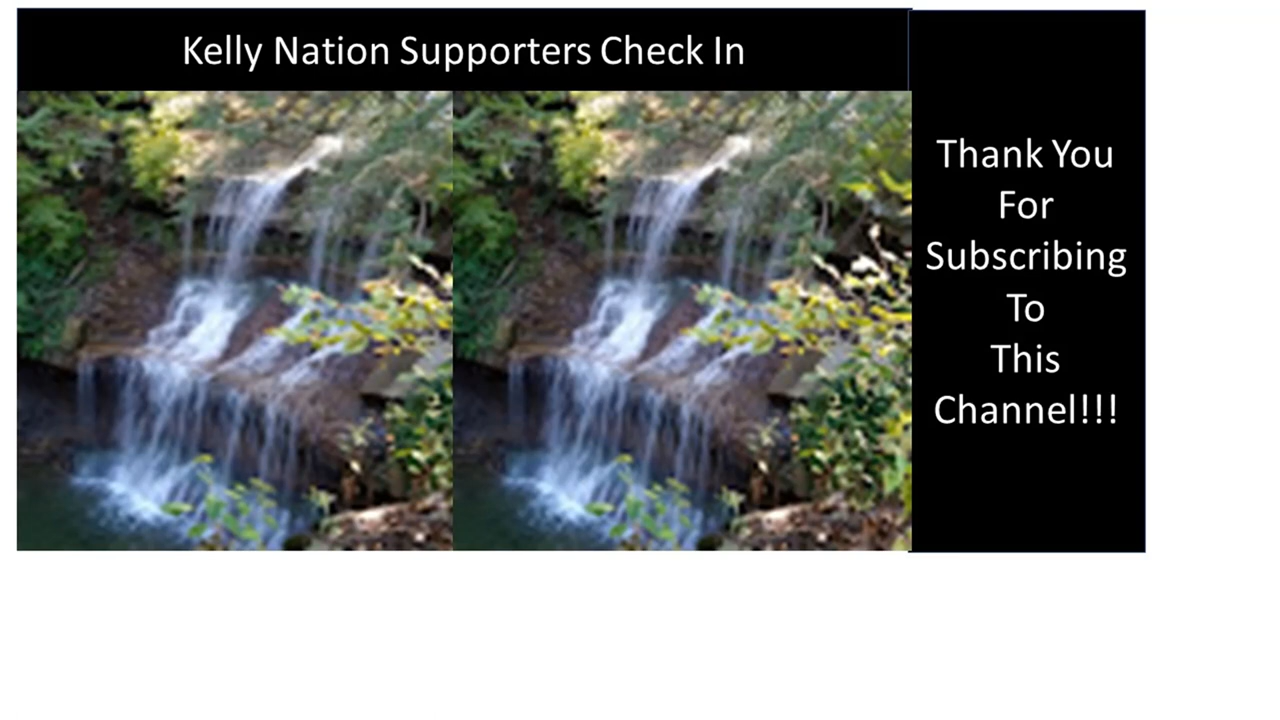 Kelly Nation Supporters Check In
Thank You
For
Subscribing
To
This
Channel!!!